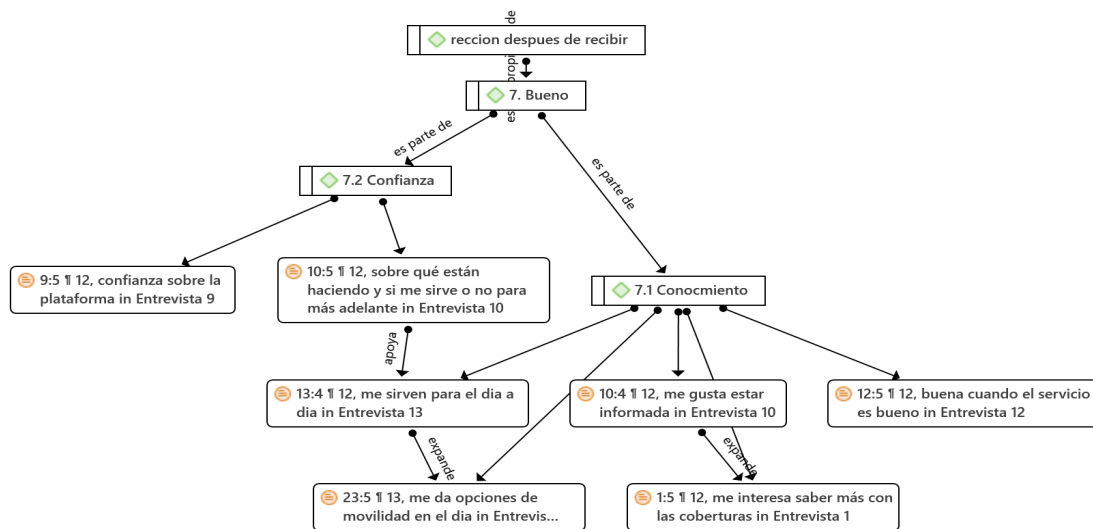 reccion despues de recibir
7. Bueno
es parte de
7.2 Confianza
es parte de
9:5 ¶ 12, confianza sobre la
plataforma in Entrevista 9
10:5 ¶ 12, sobre qué están
haciendo y si me sirve o no para
más adelante in Entrevista 10
7.1 Conocmiento
apoya
13:4 ¶ 12, me sirven para el dia a
dia in Entrevista 13
10:4 ¶ 12, me gusta estar
informada in Entrevista 10
12:5 ¶ 12, buena cuando el servicio
es bueno in Entrevista 12
expande
expande
23:5 ¶ 13, me da opciones de
movilidad en el dia in Entrevis...
1:5 ¶ 12, me interesa saber más con
las coberturas in Entrevista 1